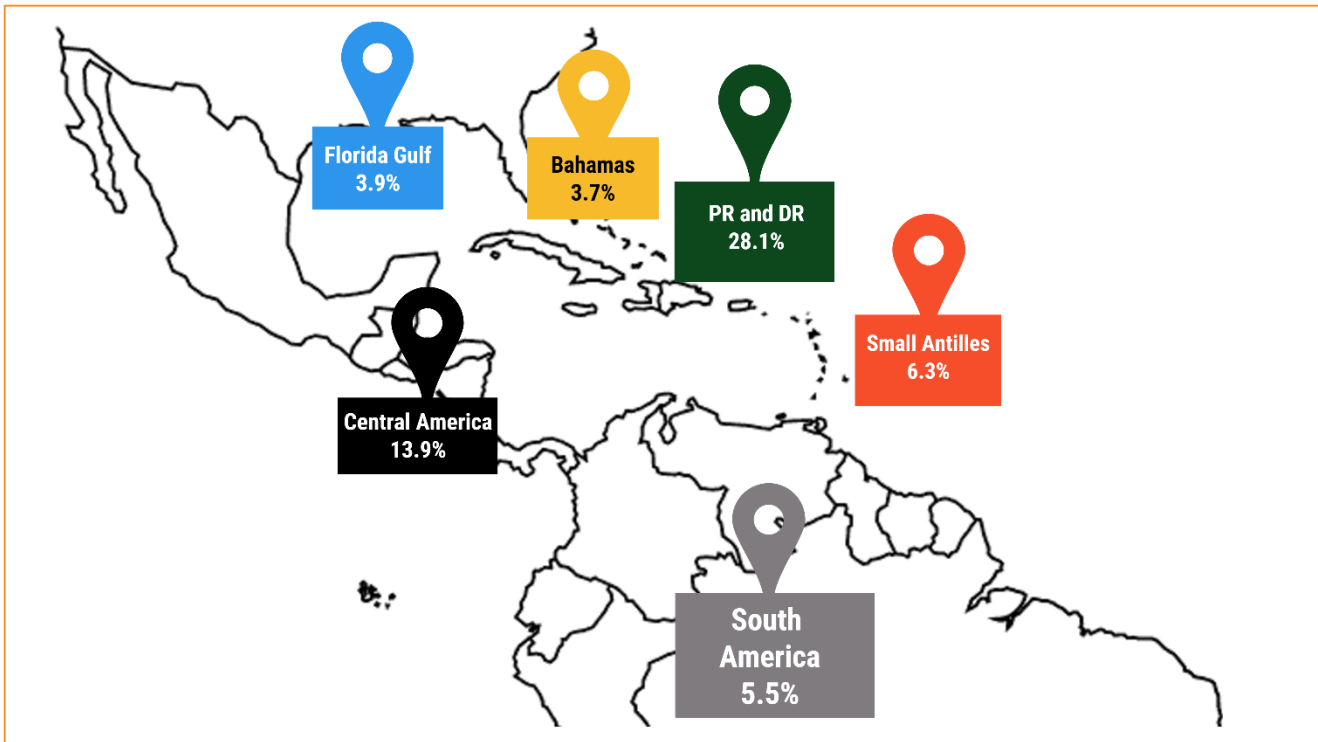 Florida Gulf
3.9%
Bahamas
3.7%
PR and DR
28.1%
Small Antilles
6.3%
Central America
13.9%
South
America
5.5%